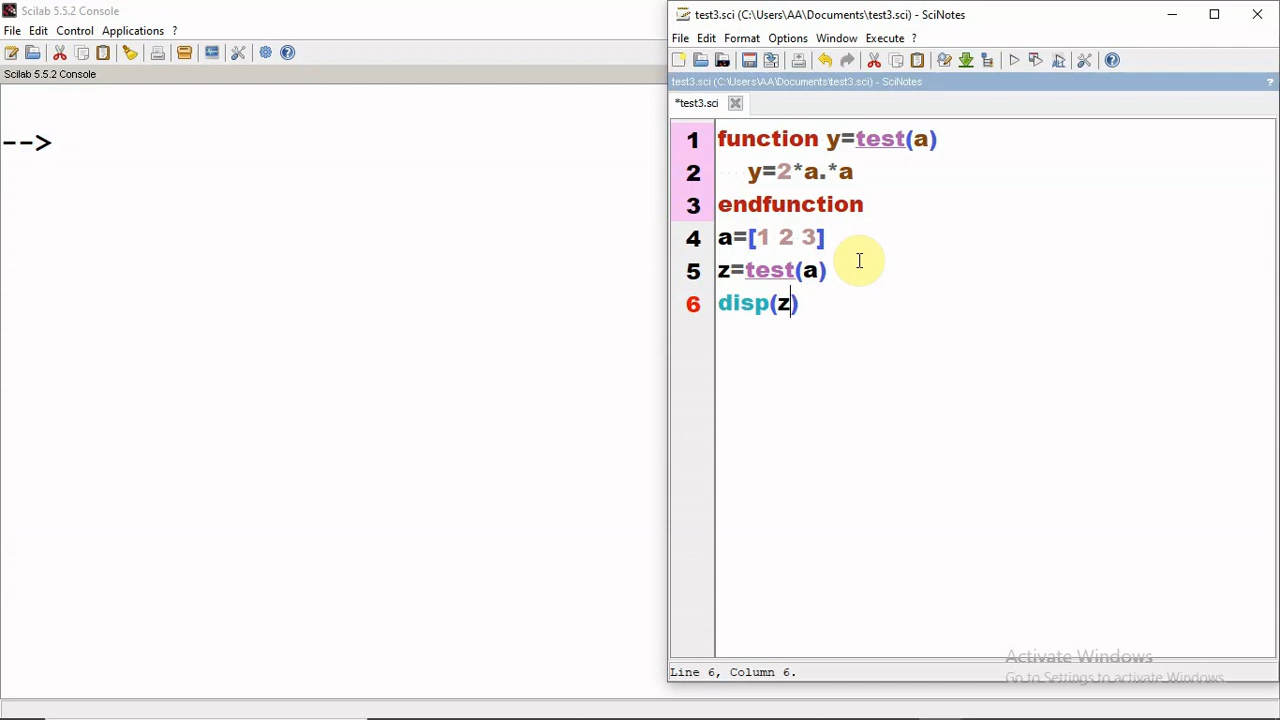 Scilab 5.5.2 Console
File Edit Control Applications ?
Scilab 5.5.2 Console
-->
test3.sci (C:\Users\AA\Documents\test3.sci) - SciNotes
File Edit Format Options Window Execute ?
test3.sci (C:\Users\AA\Documents\test3.sci) - SciNotes ?
*test3.sci
1 function y=test(a)
2 y=2*a.*a
3 endfunction
4 a=[1 2 3]
5 z=test(a)
6 disp(z)
Activate Windows
Go to Settings to activate Windows.
Line 6, Column 6.